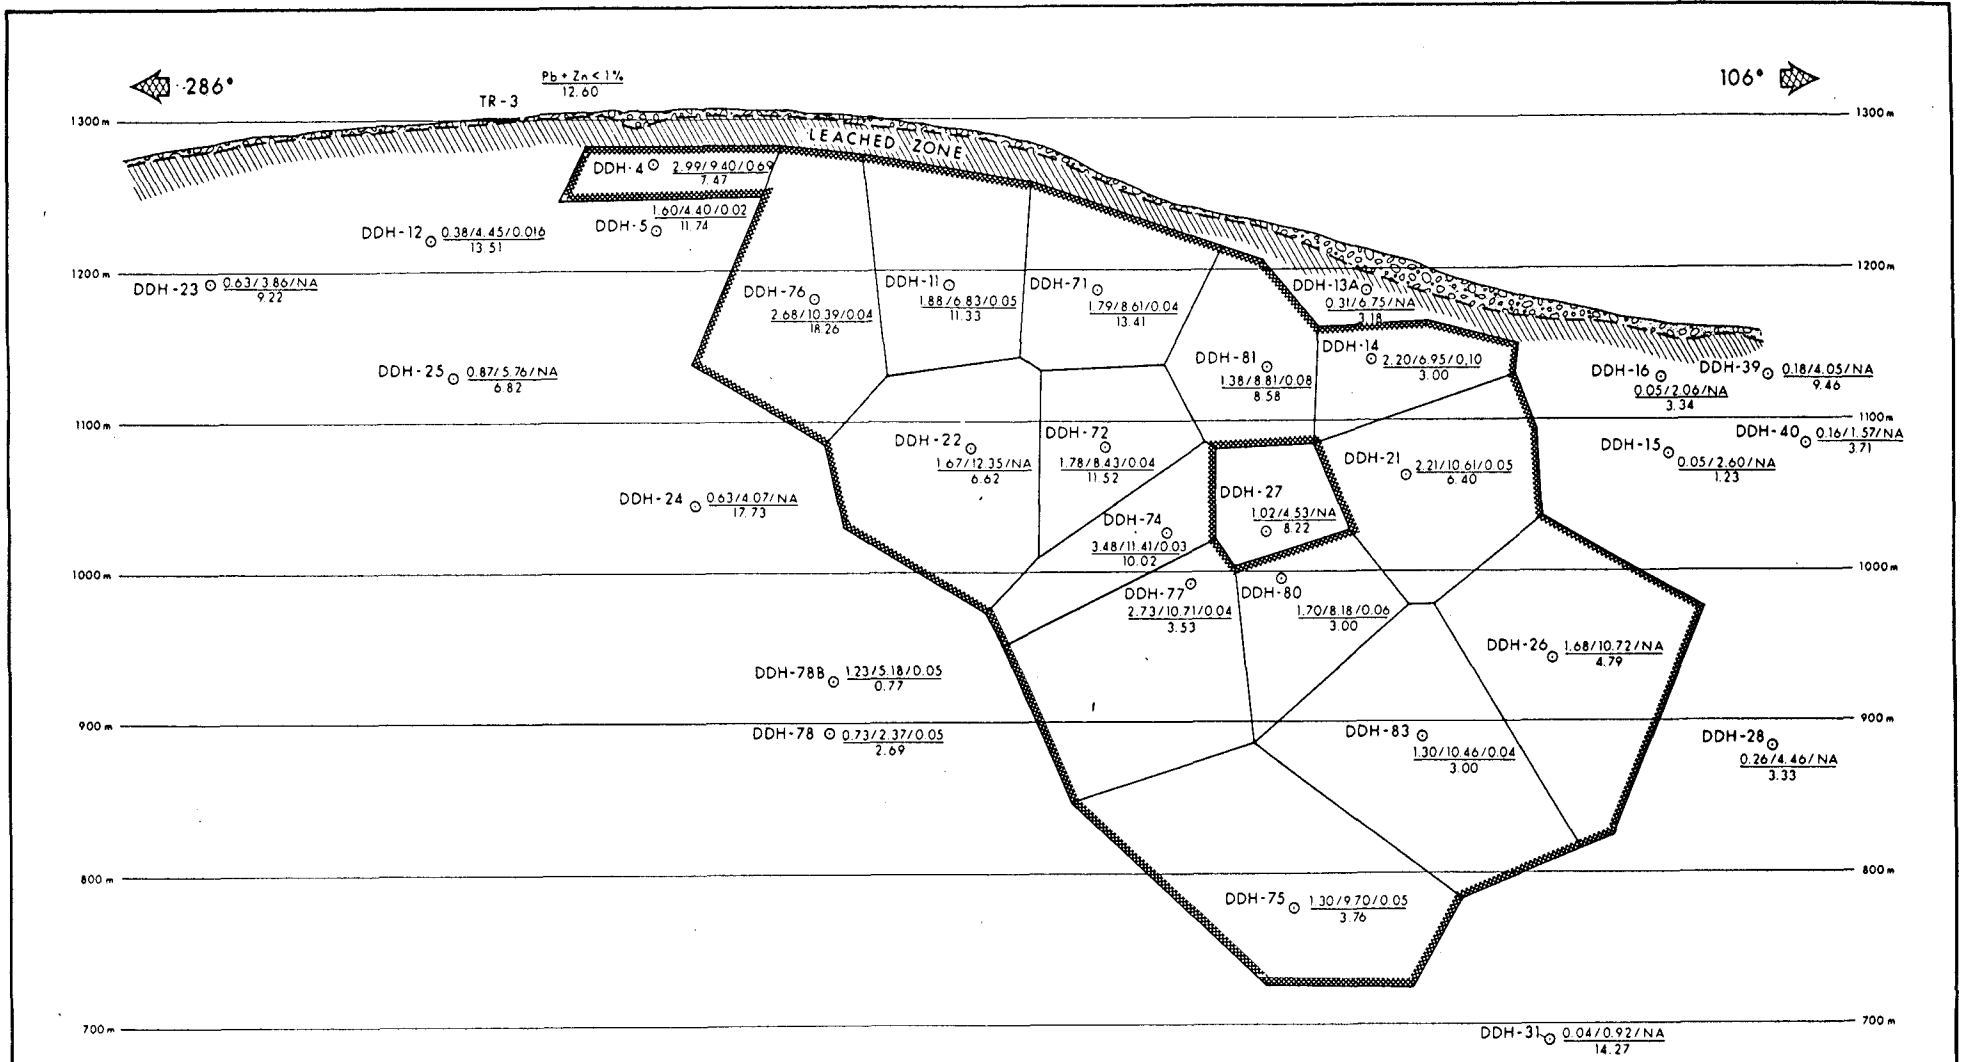 286°
106°
Pb + Zn < 1%
12.60
TR-3
1300m
1300m
LEACHED ZONE
DDH-4 2.99/9.40/0.69
7.47
DDH-5 1.60/4.40/0.02
11.74
DDH-12 0.38/4.45/0.016
13.51
1200m
1200m
DDH-23 0.63/3.86/NA
9.22
DDH-76
2.68/10.39/0.04
18.26
DDH-11
1.88/6.83/0.05
11.33
DDH-71
1.79/8.61/0.04
13.41
DDH-13A
0.31/6.75/NA
3.18
DDH-14
2.20/6.95/0.10
3.00
DDH-81
1.38/8.81/0.08
8.58
DDH-25 0.87/5.76/NA
6.82
DDH-16
0.05/2.06/NA
3.34
DDH-39 0.18/4.05/NA
9.46
1100m
1100m
DDH-22
1.67/12.35/NA
6.62
DDH-72
1.78/8.43/0.04
11.52
DDH-21 2.21/10.61/0.05
6.40
DDH-15
0.05/2.60/NA
1.23
DDH-40 0.16/1.57/NA
3.71
DDH-24 0.63/4.07/NA
17.73
DDH-27
1.02/4.53/NA
8.22
DDH-74
3.48/11.41/0.03
10.02
1000m
1000m
DDH-77
2.73/10.71/0.04
3.53
DDH-80
1.70/8.18/0.06
3.00
DDH-26 1.68/10.72/NA
4.79
DDH-78B 1.23/5.18/0.05
0.77
900m
900m
DDH-78 0.73/2.37/0.05
2.69
DDH-83
1.30/10.46/0.04
3.00
DDH-28
0.26/4.46/NA
3.33
800m
800m
DDH-75 1.30/9.70/0.05
3.76
700m
700m
DDH-31 0.04/0.92/NA
14.27